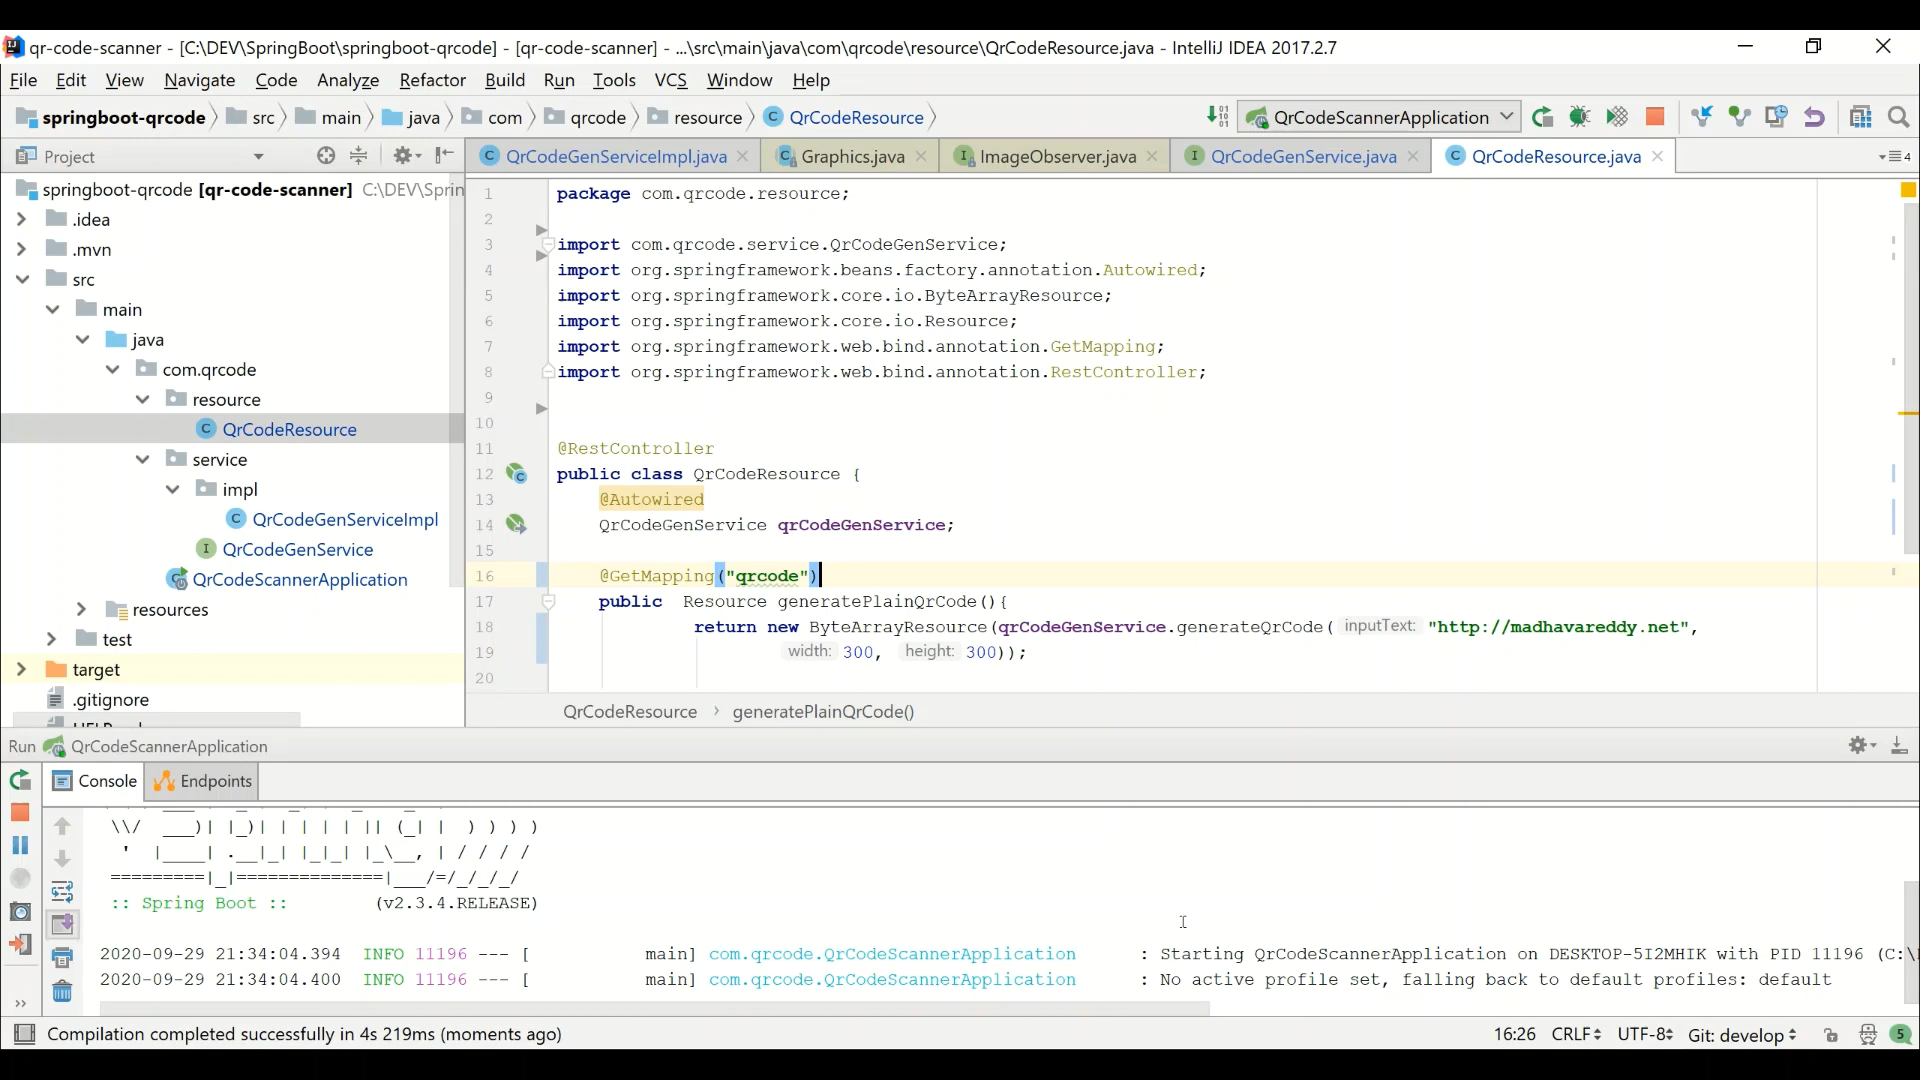 qr-code-scanner - [C:\DEV\SpringBoot\springboot-qrcode] - [qr-code-scanner] - ...\src\main\java\com\qrcode\resource\QrCodeResource.java - IntelliJ IDEA 2017.2.7
File Edit View Navigate Code Analyze Refactor Build Run Tools VCS Window Help
springboot-qrcode src main java com qrcode resource QrCodeResource QrCodeScannerApplication
Project
QrCodeGenServiceImpl.java Graphics.java ImageObserver.java QrCodeGenService.java QrCodeResource.java 4
springboot-qrcode [qr-code-scanner] C:\DEV\Sprin
.idea
.mvn
src
main
java
com.qrcode
resource
QrCodeResource
service
impl
QrCodeGenServiceImpl
QrCodeGenService
QrCodeScannerApplication
resources
test
target
.gitignore
1 package com.qrcode.resource;
2
3 import com.qrcode.service.QrCodeGenService;
4 import org.springframework.beans.factory.annotation.Autowired;
5 import org.springframework.core.io.ByteArrayResource;
6 import org.springframework.core.io.Resource;
7 import org.springframework.web.bind.annotation.GetMapping;
8 import org.springframework.web.bind.annotation.RestController;
9
10
11 @RestController
12 public class QrCodeResource {
13 @Autowired
14 QrCodeGenService qrCodeGenService;
15
16 @GetMapping("qrcode")
17 public Resource generatePlainQrCode(){
18 return new ByteArrayResource(qrCodeGenService.generateQrCode( inputText: "http://madhavareddy.net",
19 width: 300, height: 300));
20
QrCodeResource › generatePlainQrCode()
Run QrCodeScannerApplication
Console Endpoints
\\/ ___)| |_)| | | | | || (_| | ) ) ) )
' |____| .__|_| |_|_| |_\__, | / / / /
=========|_|==============|___/=/_/_/_/
:: Spring Boot :: (v2.3.4.RELEASE)
2020-09-29 21:34:04.394 INFO 11196 --- [ main] com.qrcode.QrCodeScannerApplication : Starting QrCodeScannerApplication on DESKTOP-5I2MHIK with PID 11196 (C:\
2020-09-29 21:34:04.400 INFO 11196 --- [ main] com.qrcode.QrCodeScannerApplication : No active profile set, falling back to default profiles: default
Compilation completed successfully in 4s 219ms (moments ago) 16:26 CRLF UTF-8 Git: develop 5